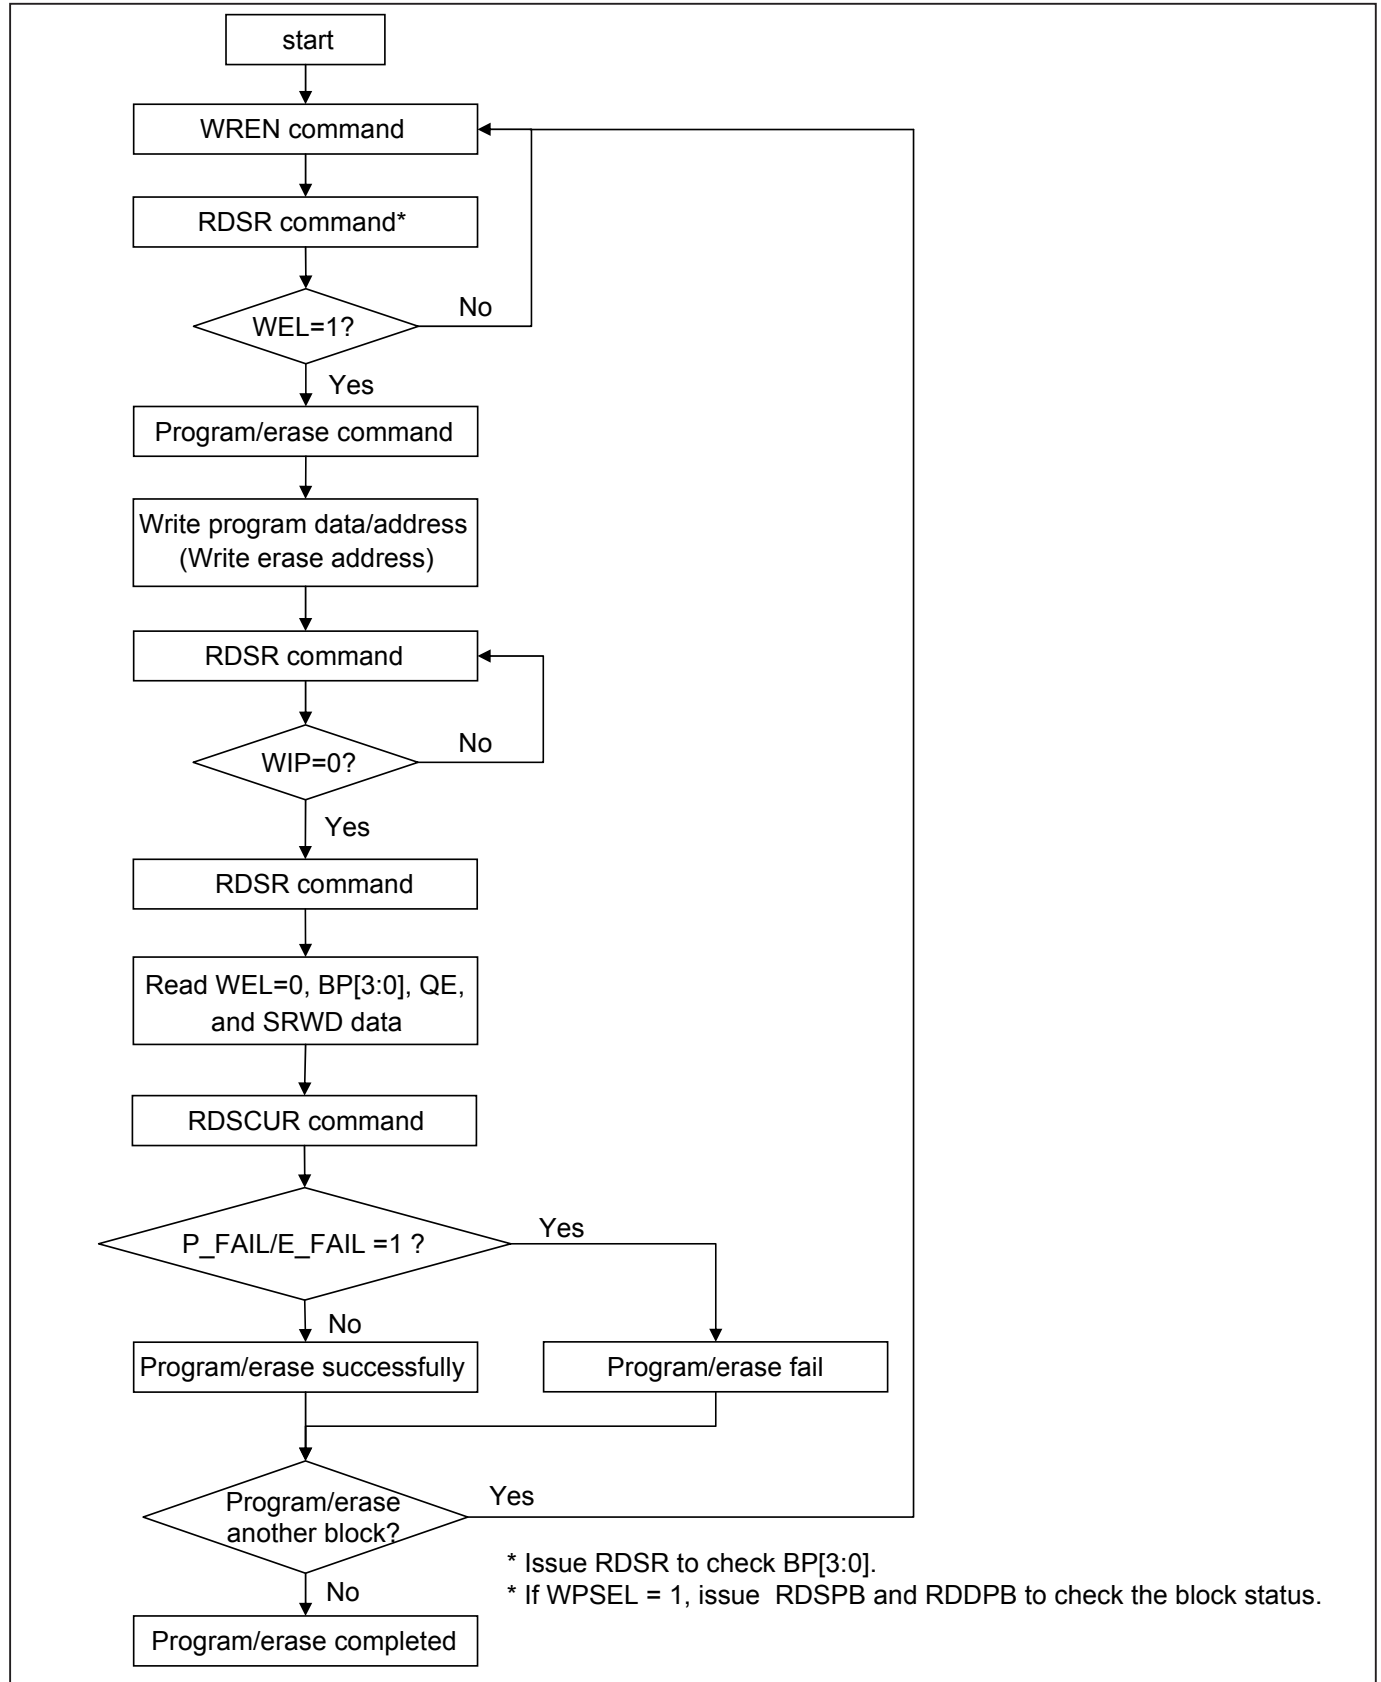 start
WREN command
RDSR command*
WEL=1?
No
Yes
Program/erase command
Write program data/address
(Write erase address)
RDSR command
WIP=0?
No
Yes
RDSR command
Read WEL=0, BP[3:0], QE,
and SRWD data
RDSCUR command
P_FAIL/E_FAIL =1 ?
Yes
No
Program/erase successfully
Program/erase fail
Program/erase
another block?
Yes
* Issue RDSR to check BP[3:0].
* If WPSEL = 1, issue  RDSPB and RDDPB to check the block status.
No
Program/erase completed